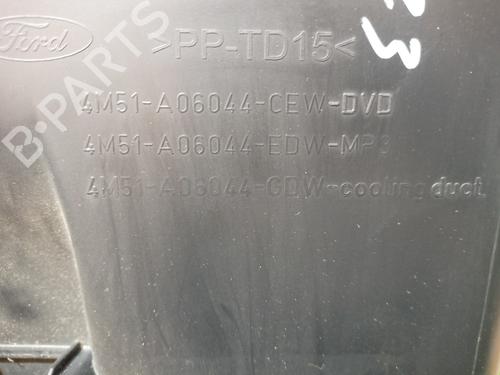 Ford
>PP-TD15<
4M51-A06044-CEW-DVD
4M51-A06044-EDW-MP3
4M51-A06044-GDW-cooling duct
B-PARTS